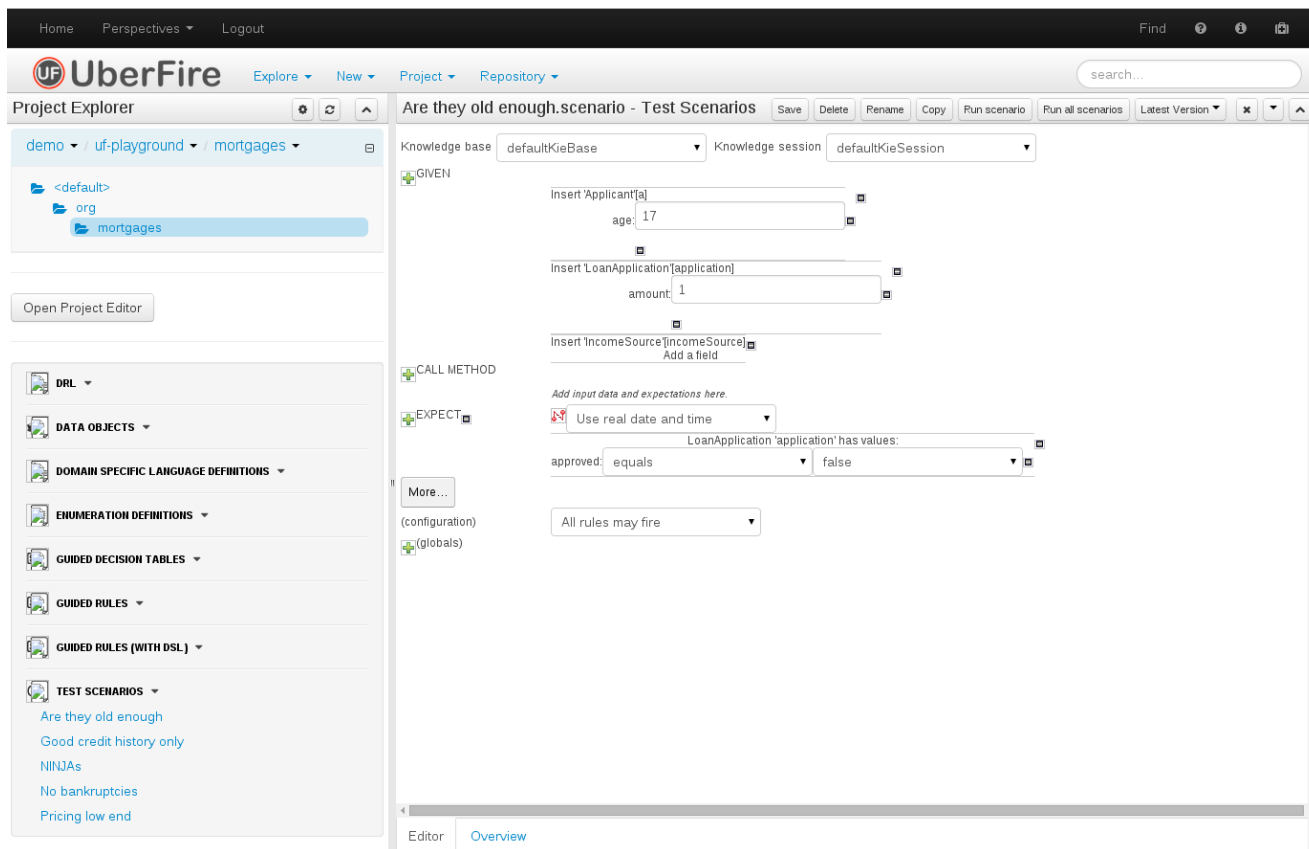 Home Perspectives Logout Find
UF UberFire Explore New Project Repository search...
Project Explorer
demo / uf-playground / mortgages
<default>
org
mortgages
Open Project Editor
DRL
DATA OBJECTS
DOMAIN SPECIFIC LANGUAGE DEFINITIONS
ENUMERATION DEFINITIONS
GUIDED DECISION TABLES
GUIDED RULES
GUIDED RULES (WITH DSL)
TEST SCENARIOS
Are they old enough
Good credit history only
NINJAs
No bankruptcies
Pricing low end
Are they old enough.scenario - Test Scenarios Save Delete Rename Copy Run scenario Run all scenarios Latest Version
Knowledge base defaultKieBase Knowledge session defaultKieSession
GIVEN
Insert 'Applicant'[a]
age: 17
Insert 'LoanApplication'[application]
amount: 1
Insert 'IncomeSource'[incomeSource]
Add a field
CALL METHOD
Add input data and expectations here.
EXPECT Use real date and time
LoanApplication 'application' has values:
approved: equals false
More...
(configuration) All rules may fire
(globals)
Editor Overview